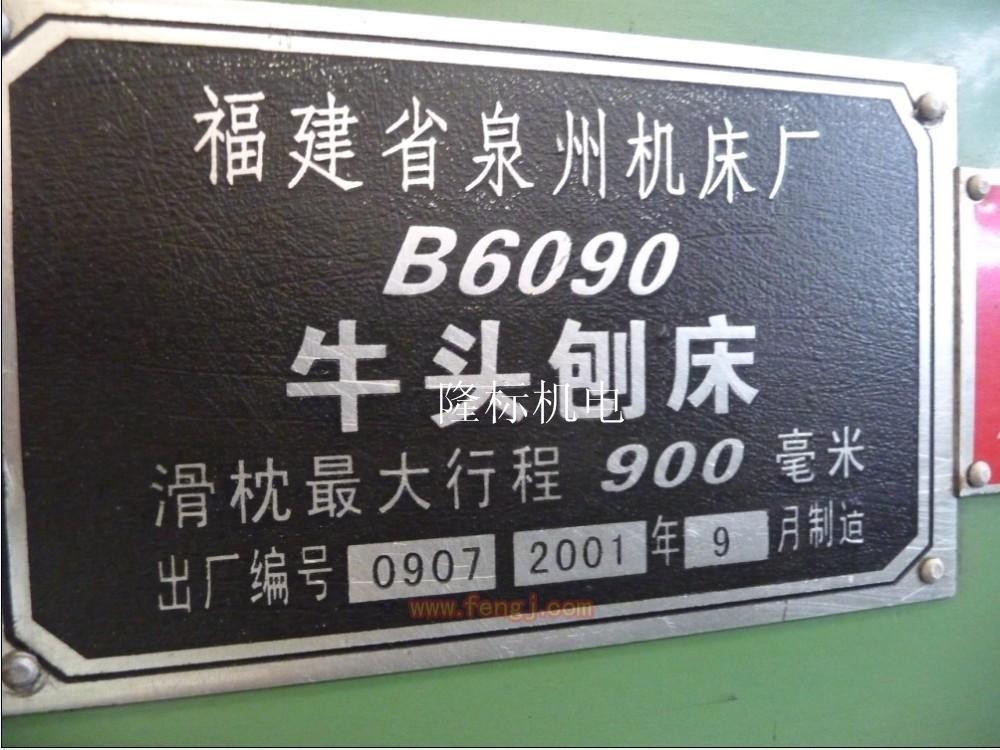 福建省泉州机床厂
B6090
牛头刨床
隆标机电
滑枕最大行程 900 毫米
出厂编号 0907 2001 年 9 月制造
www.fengj.com